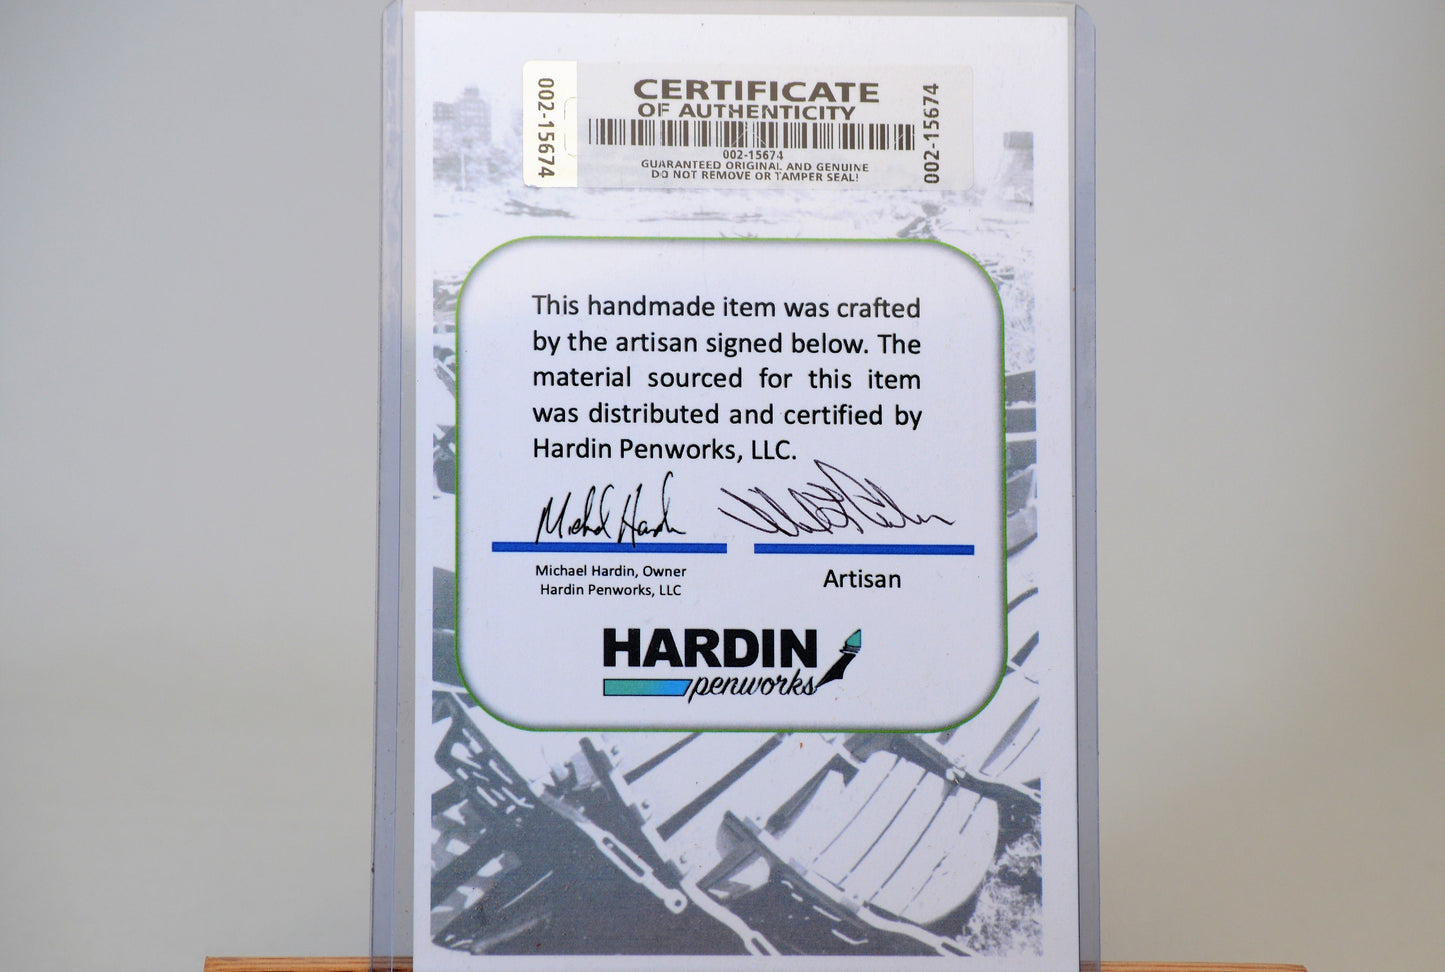 CERTIFICATE
OF AUTHENTICITY
002-15674
002-15674
002-15674
GUARANTEED ORIGINAL AND GENUINE
DO NOT REMOVE OR TAMPER SEAL!
This handmade item was crafted
by the artisan signed below. The
material sourced for this item
was distributed and certified by
Hardin Penworks, LLC.
Michael Hardin
Michael Hardin, Owner
Hardin Penworks, LLC
Artisan
HARDIN
penworks